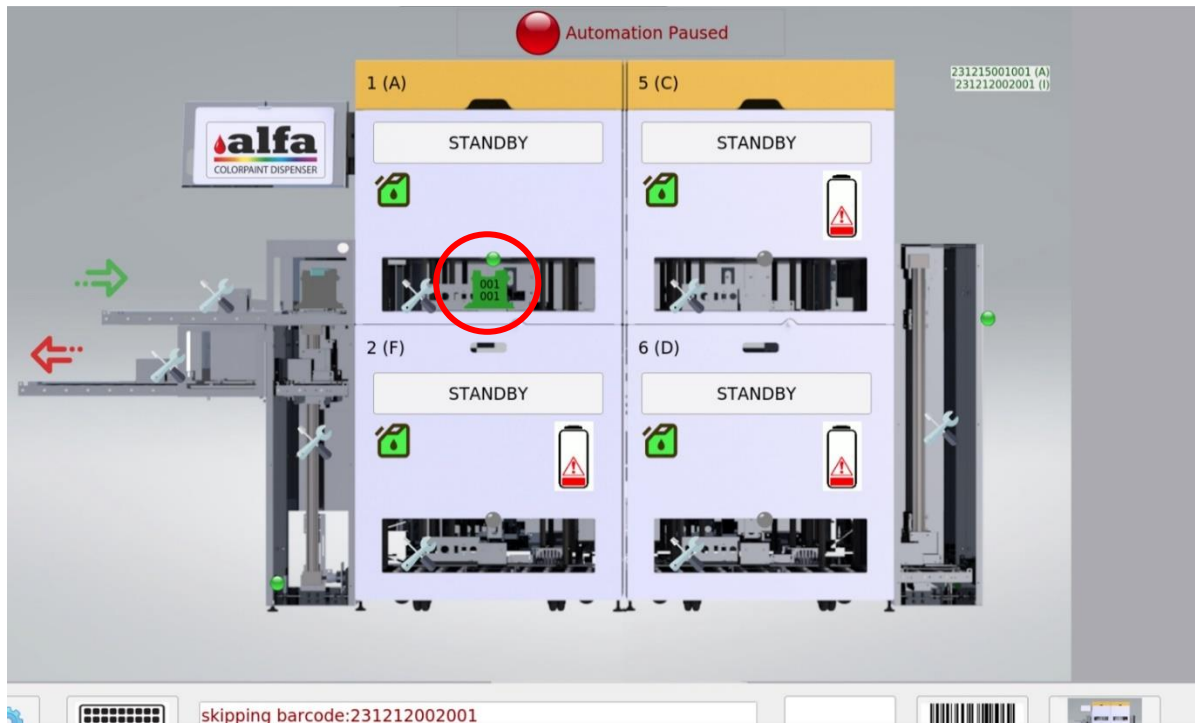 Automation Paused
1 (A)
5 (C)
231215001001 (A)
231212002001 (I)
alfa
COLORPAINT DISPENSER
STANDBY
STANDBY
001
001
2 (F)
6 (D)
STANDBY
STANDBY
skipping barcode:231212002001